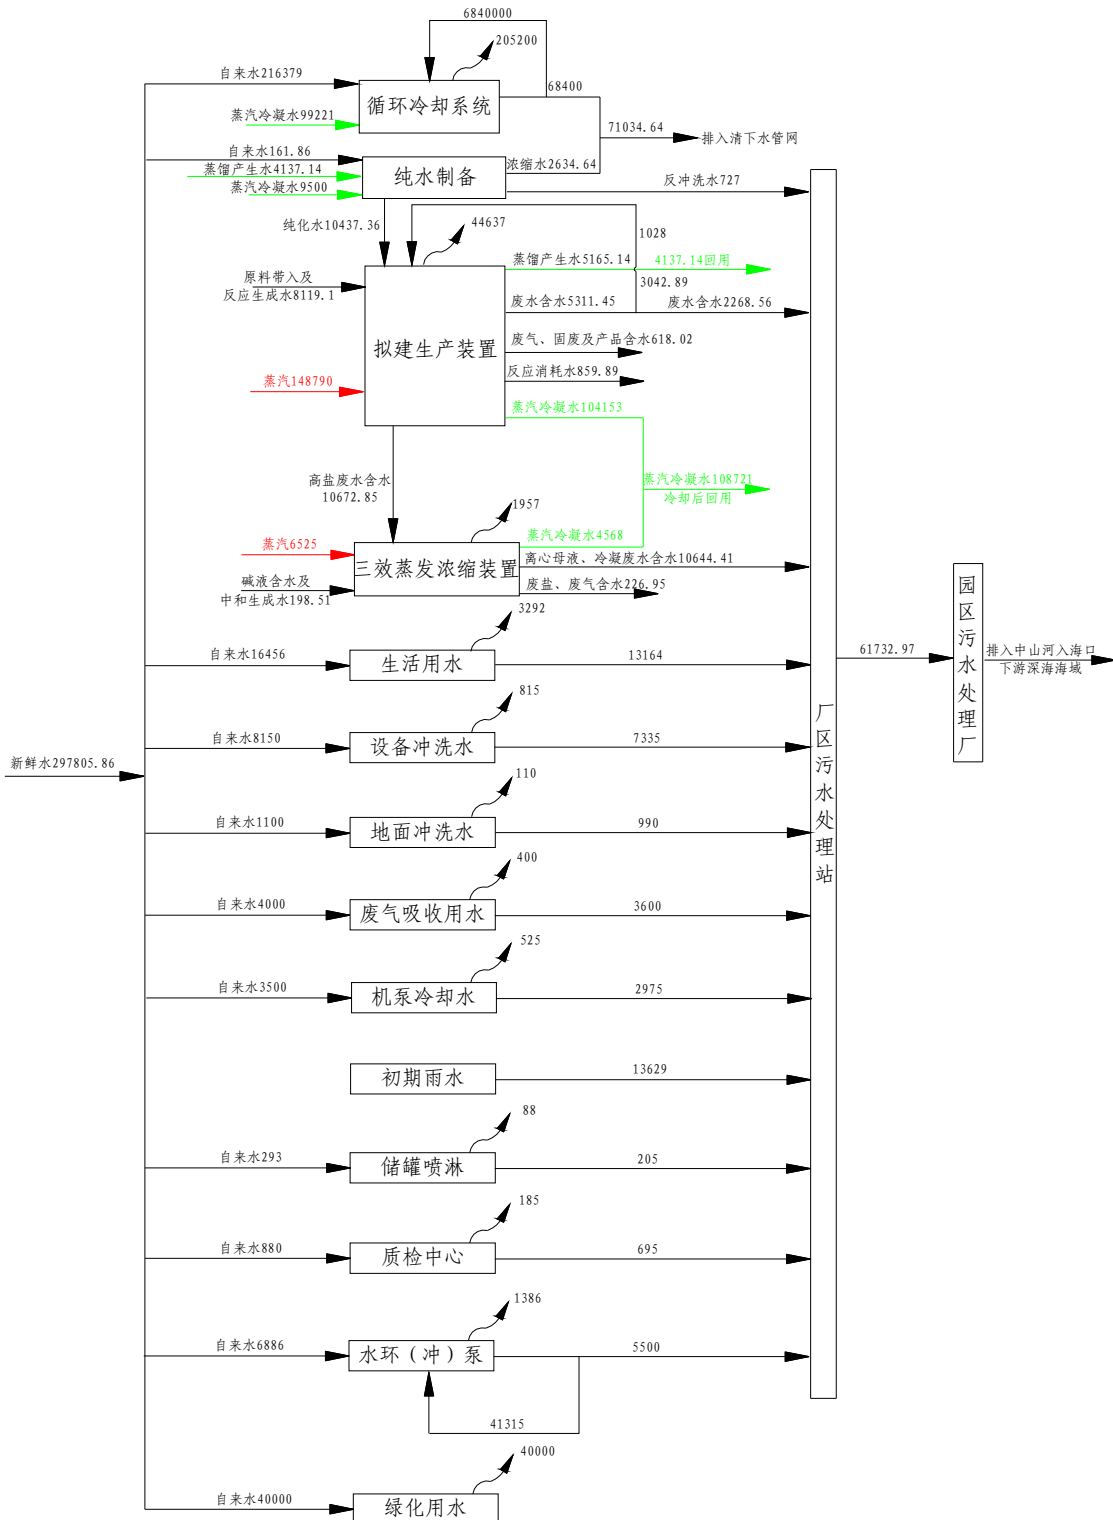 6840000
205200
自来水216379
循环冷却系统
68400
蒸汽冷凝水99221
71034.64
排入清下水管网
自来水161.86
浓缩水2634.64
蒸馏产生水4137.14
纯水制备
蒸汽冷凝水9500
反冲洗水727
纯化水10437.36
44637
1028
蒸馏产生水5165.14
4137.14回用
原料带入及
反应生成水8119.1
3042.89
废水含水5311.45
废水含水2268.56
拟建生产装置
废气、固废及产品含水618.02
反应消耗水859.89
蒸汽148790
蒸汽冷凝水104153
高盐废水含水
10672.85
蒸汽冷凝水108721
冷却后回用
1957
蒸汽冷凝水4568
蒸汽6525
三效蒸发浓缩装置
离心母液、冷凝废水含水10644.41
碱液含水及
中和生成水198.51
废盐、废气含水226.95
3292
自来水16456
生活用水
13164
61732.97
园区污水处理厂
排入中山河入海口
下游深海海域
815
自来水8150
设备冲洗水
7335
厂区污水处理站
新鲜水297805.86
110
自来水1100
地面冲洗水
990
400
自来水4000
废气吸收用水
3600
525
自来水3500
机泵冷却水
2975
初期雨水
13629
88
自来水293
储罐喷淋
205
185
自来水880
质检中心
695
1386
自来水6886
水环（冲）泵
5500
41315
40000
自来水40000
绿化用水